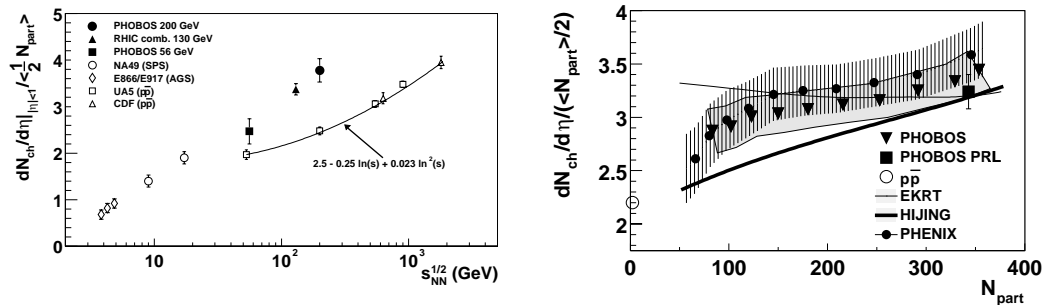 dN_ch/dη|_|η|<1/<½ N_part>
5
4
3
2
1
0
PHOBOS 200 GeV
RHIC comb. 130 GeV
PHOBOS 56 GeV
NA49 (SPS)
E866/E917 (AGS)
UA5 (pp̅)
CDF (pp̅)
2.5 - 0.25 ln(s) + 0.023 ln²(s)
10
10²
10³
s_NN^1/2 (GeV)
dN_ch/dη/(<N_part>/2)
4
3.5
3
2.5
2
PHOBOS
PHOBOS PRL
pp̅
EKRT
HIJING
PHENIX
0
100
200
300
400
N_part